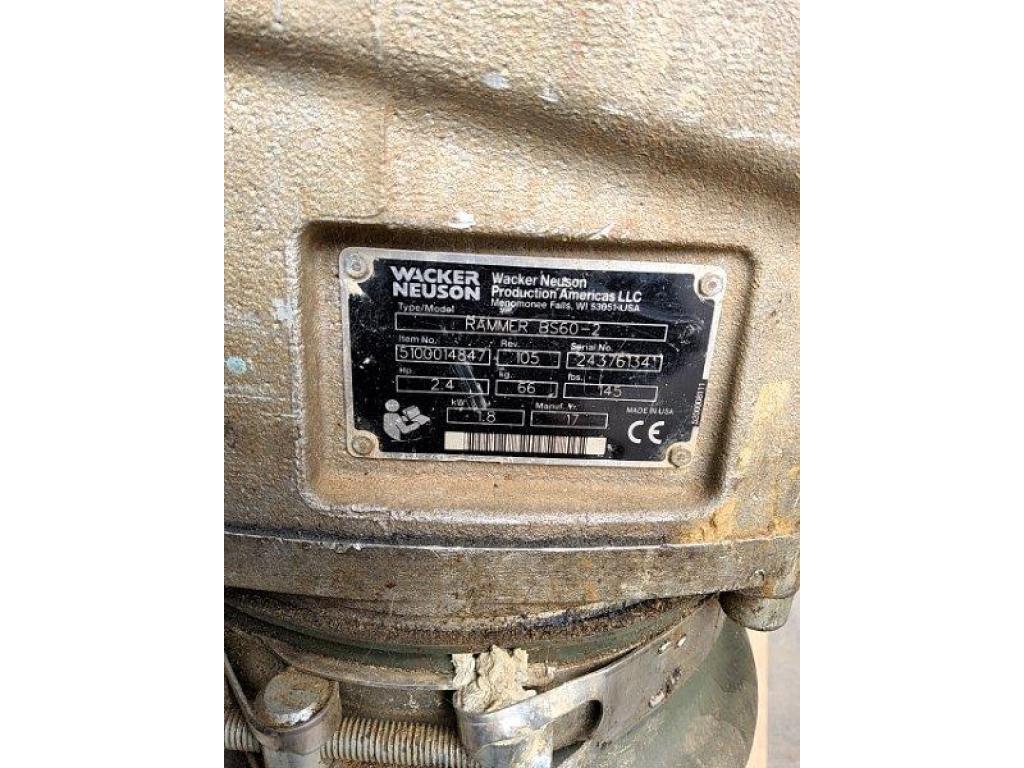 WACKER
NEUSON
Wacker Neuson
Production Americas LLC
Menomonee Falls, WI 53051-USA
Type/Model
RAMMER BS60-2
Item No. Rev. Serial No.
5100014847 105 24376134
Hp 2.4 kg. 66 lbs. 145
kW Manuf. Yr.
1.8 17
MADE IN USA
CE